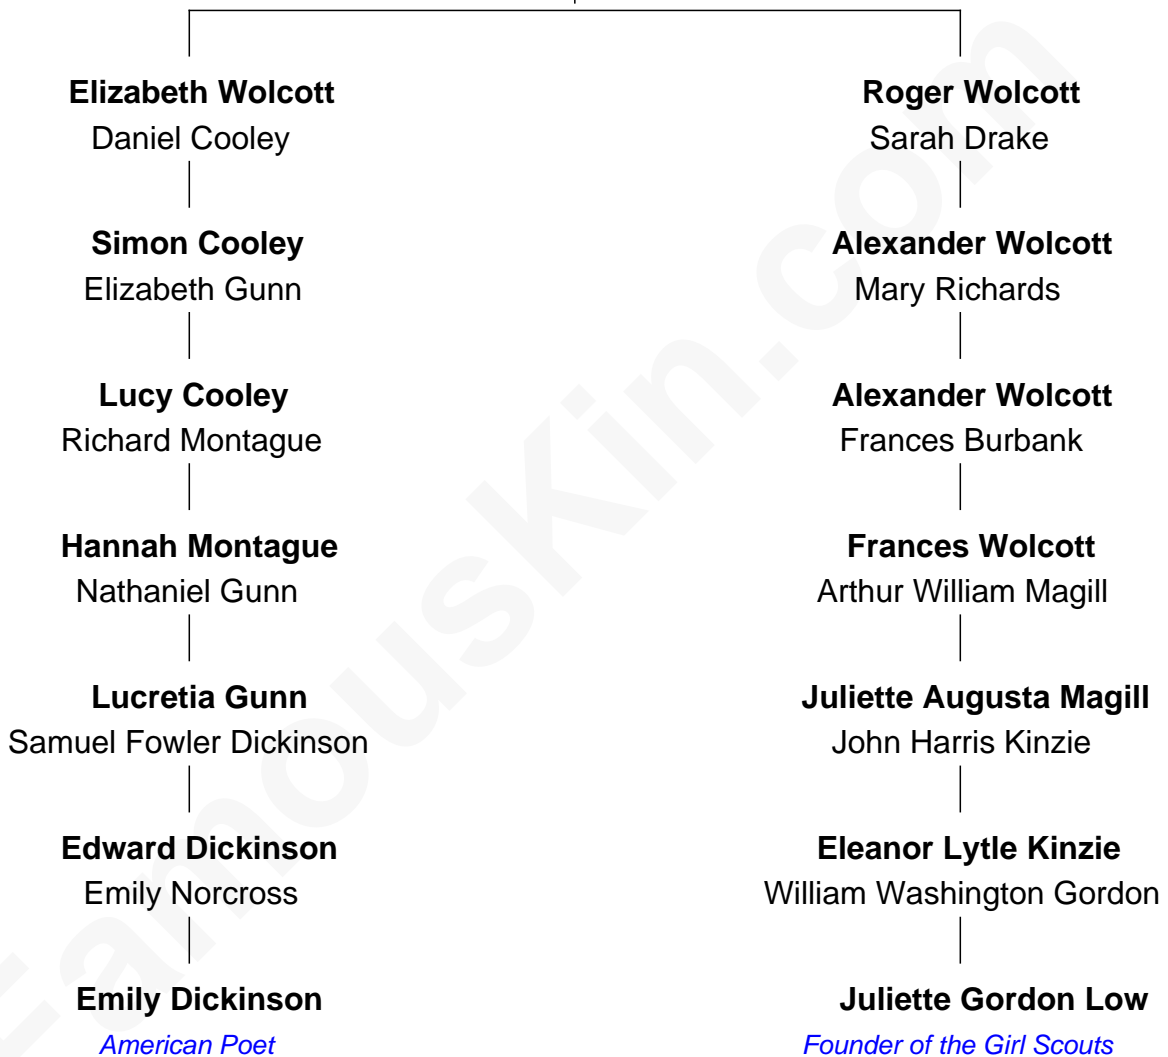 Elizabeth Wolcott
Daniel Cooley
Roger Wolcott
Sarah Drake
Simon Cooley
Elizabeth Gunn
Alexander Wolcott
Mary Richards
Lucy Cooley
Richard Montague
Alexander Wolcott
Frances Burbank
Hannah Montague
Nathaniel Gunn
Frances Wolcott
Arthur William Magill
Lucretia Gunn
Samuel Fowler Dickinson
Juliette Augusta Magill
John Harris Kinzie
Edward Dickinson
Emily Norcross
Eleanor Lytle Kinzie
William Washington Gordon
Emily Dickinson
American Poet
Juliette Gordon Low
Founder of the Girl Scouts
FamousKin.com